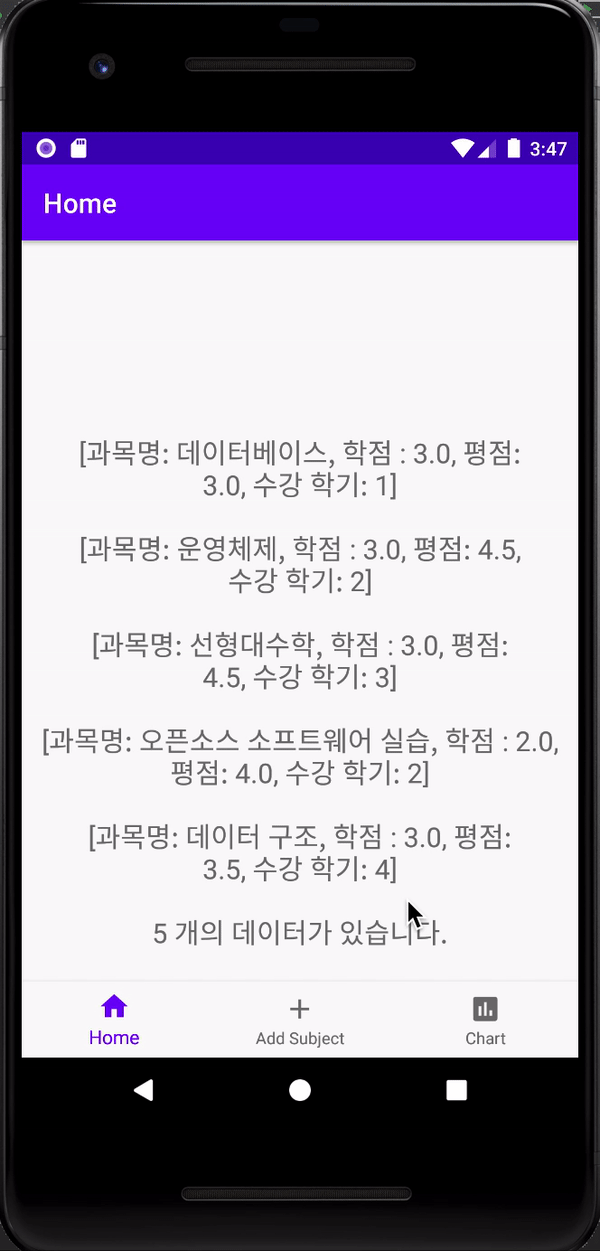 3:47
Home
[과목명: 데이터베이스, 학점 : 3.0, 평점:
3.0, 수강 학기: 1]
[과목명: 운영체제, 학점 : 3.0, 평점: 4.5,
수강 학기: 2]
[과목명: 선형대수학, 학점 : 3.0, 평점:
4.5, 수강 학기: 3]
[과목명: 오픈소스 소프트웨어 실습, 학점 : 2.0,
평점: 4.0, 수강 학기: 2]
[과목명: 데이터 구조, 학점 : 3.0, 평점:
3.5, 수강 학기: 4]
5 개의 데이터가 있습니다.
Home
Add Subject
Chart